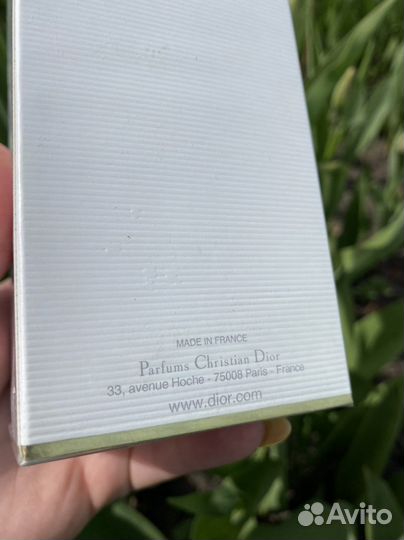 MADE IN FRANCE
Parfums Christian Dior
33, avenue Hoche - 75008 Paris - France
www.dior.com
Avito